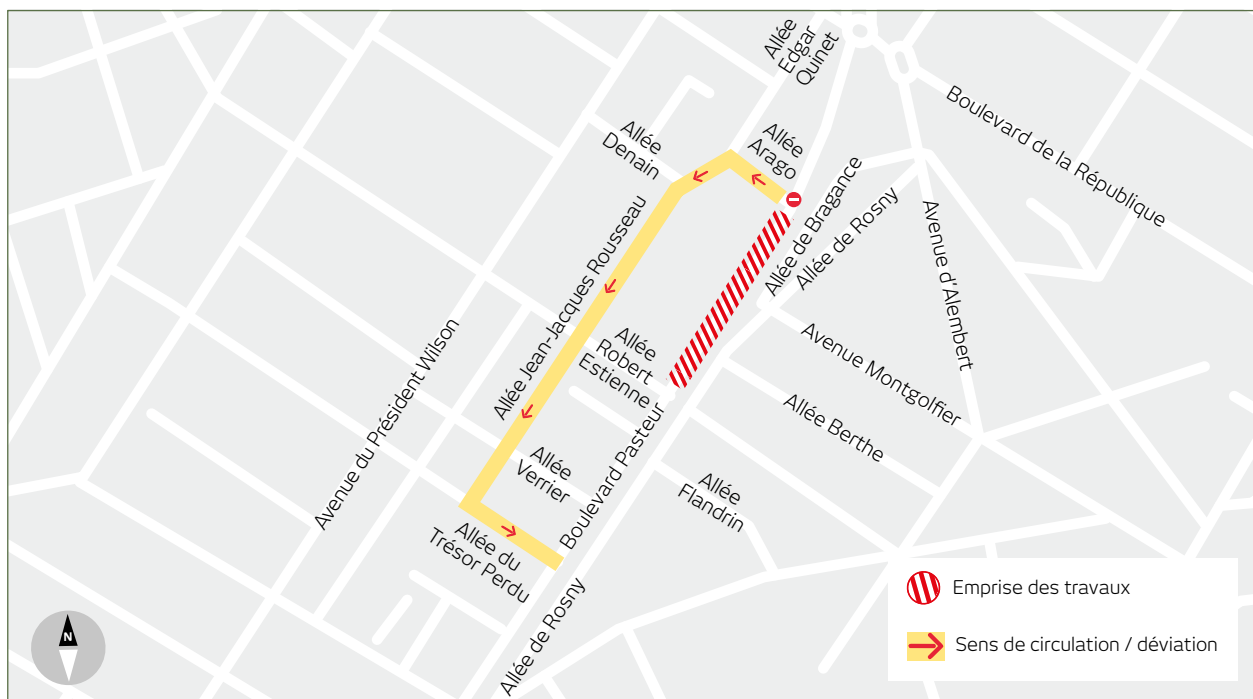 Allée
Edgar
Quinet
Boulevard de la République
Allée
Denain
Allée
Arago
Allée de Bragance
Allée de Rosny
Avenue d'Alembert
Allée Jean-Jacques Rousseau
Avenue du Président Wilson
Allée
Robert
Estienne
Avenue Montgolfier
Allée Berthe
Allée
Verrier
Boulevard Pasteur
Allée
Flandrin
Allée du
Trésor Perdu
Allée de Rosny
N
Emprise des travaux
Sens de circulation / déviation